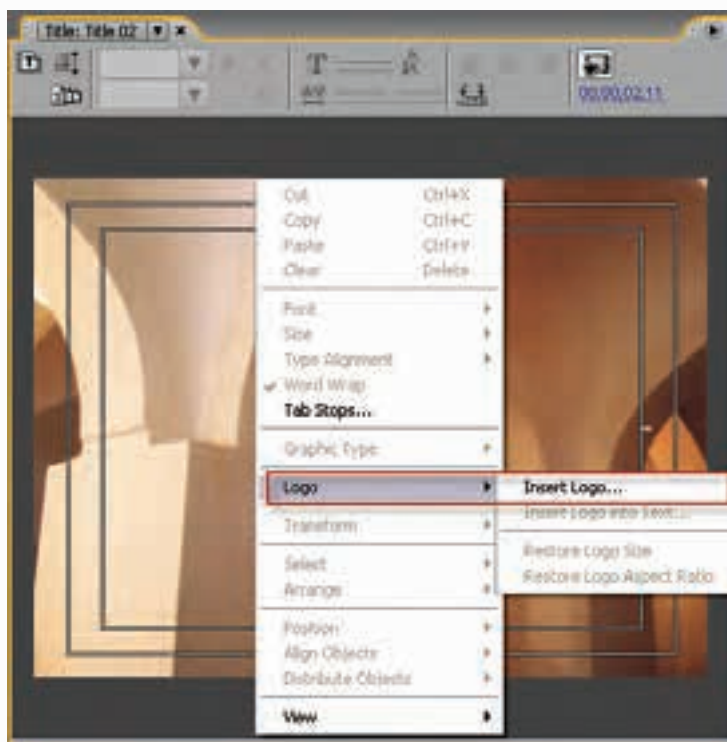 Title: Title 02
00;00;02;11
Cut Ctrl+X
Copy Ctrl+C
Paste Ctrl+V
Clear Delete
Font
Size
Type Alignment
Word Wrap
Tab Stops...
Graphic Type
Logo
Insert Logo...
Insert Logo into Text...
Transform
Restore Logo Size
Select
Restore Logo Aspect Ratio
Arrange
Position
Align Objects
Distribute Objects
View